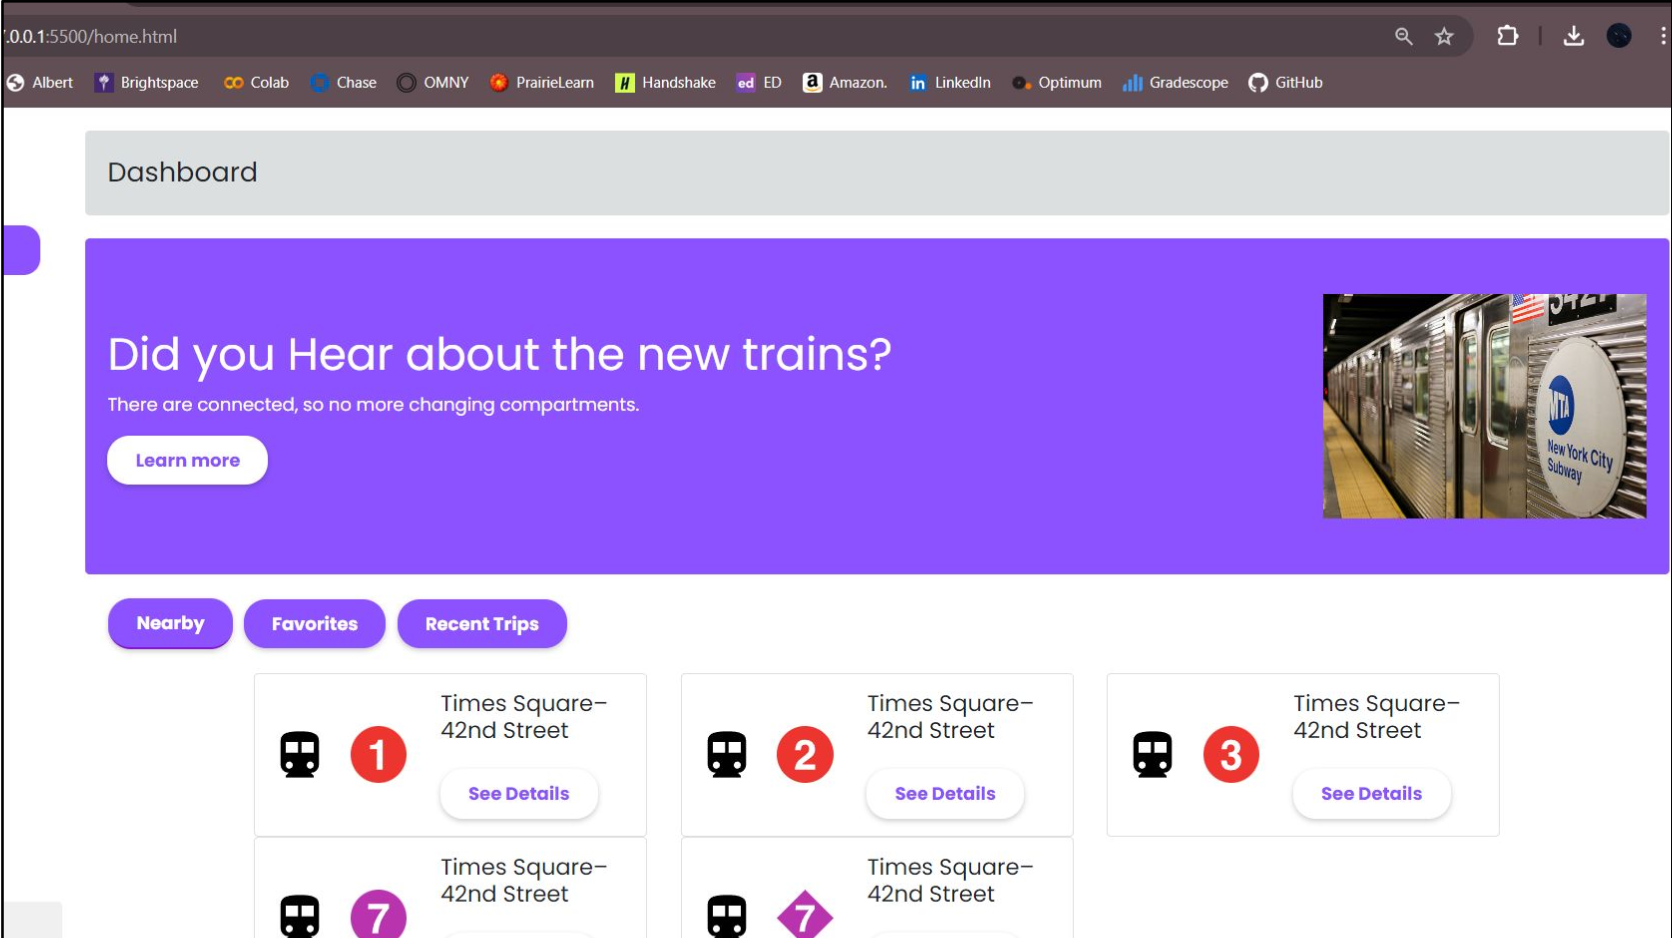 .0.0.1:5500/home.html
Albert Brightspace Colab Chase OMNY PrairieLearn Handshake ed ED Amazon. in LinkedIn Optimum Gradescope GitHub
Dashboard
Did you Hear about the new trains?
There are connected, so no more changing compartments.
Learn more
MTA
New York City
Subway
Nearby Favorites Recent Trips
1
Times Square–
42nd Street
See Details
2
Times Square–
42nd Street
See Details
3
Times Square–
42nd Street
See Details
7
Times Square–
42nd Street
7
Times Square–
42nd Street